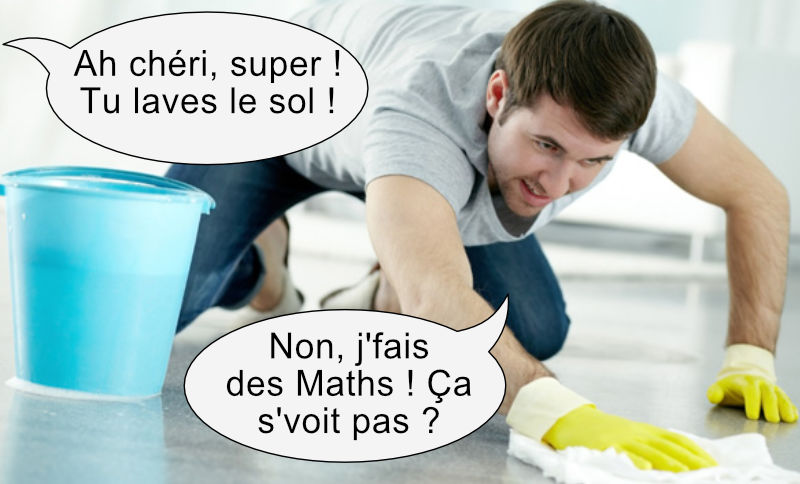 Ah chéri, super !
Tu laves le sol !
Non, j'fais
des Maths ! Ça
s'voit pas ?